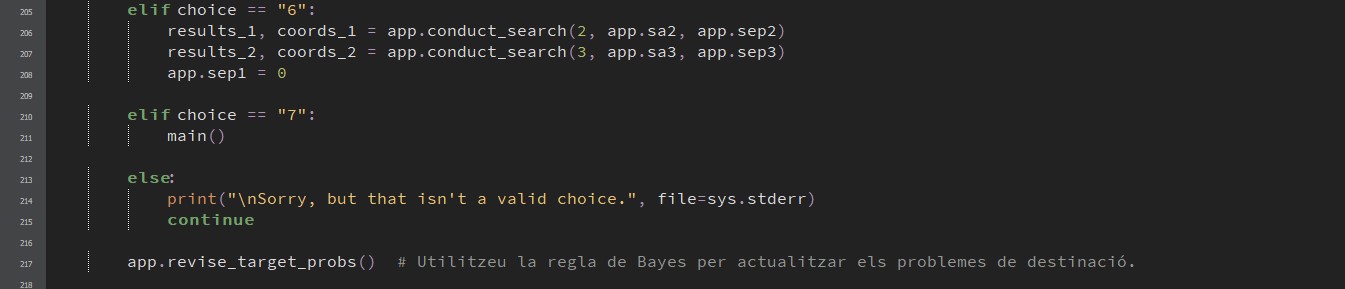 205 elif choice == "6":
206 results_1, coords_1 = app.conduct_search(2, app.sa2, app.sep2)
207 results_2, coords_2 = app.conduct_search(3, app.sa3, app.sep3)
208 app.sep1 = 0
209
210 elif choice == "7":
211 main()
212
213 else:
214 print("\nSorry, but that isn't a valid choice.", file=sys.stderr)
215 continue
216
217 app.revise_target_probs()  # Utilitzeu la regla de Bayes per actualitzar els problemes de destinació.
218